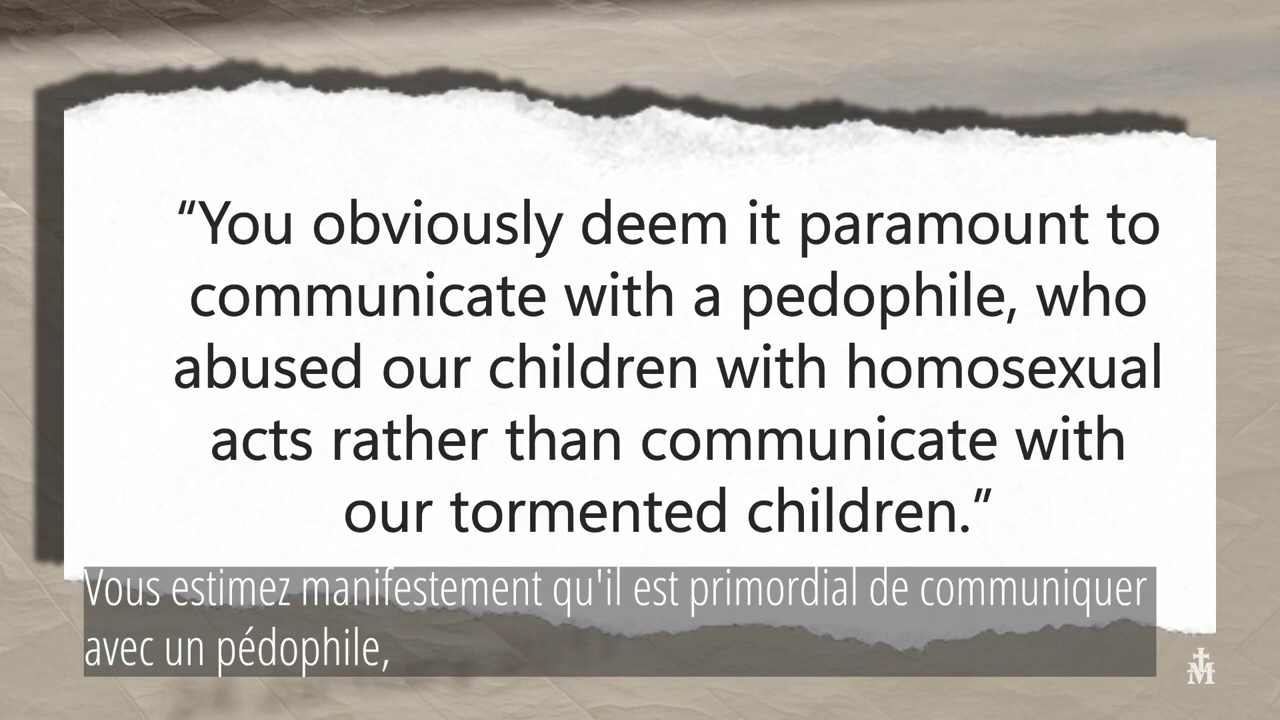 “You obviously deem it paramount to
communicate with a pedophile, who
abused our children with homosexual
acts rather than communicate with
our tormented children.”
Vous estimez manifestement qu'il est primordial de communiquer
avec un pédophile,